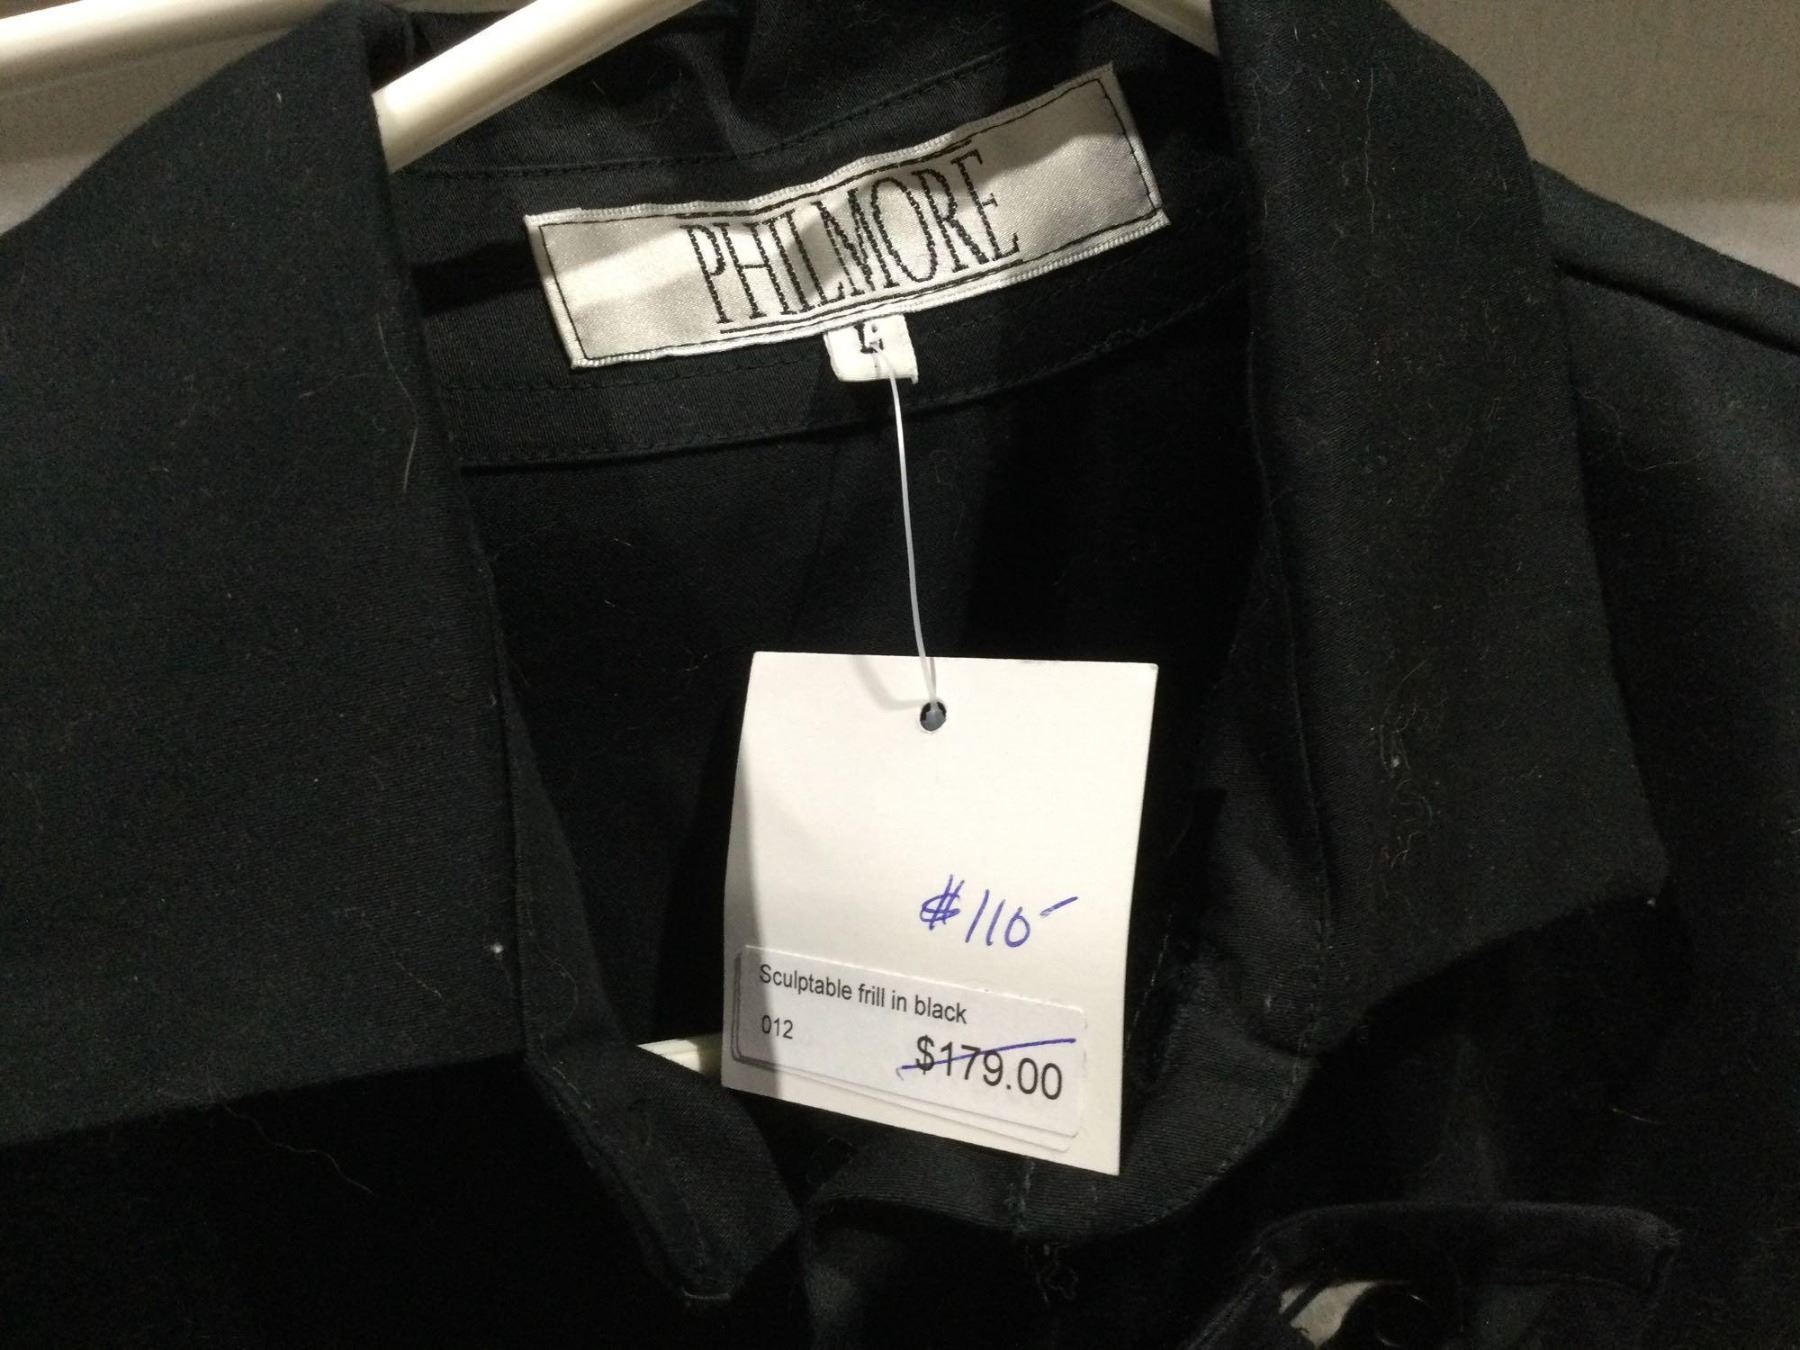 PHILMORE
L
$110-
Sculptable frill in black
012
$179.00